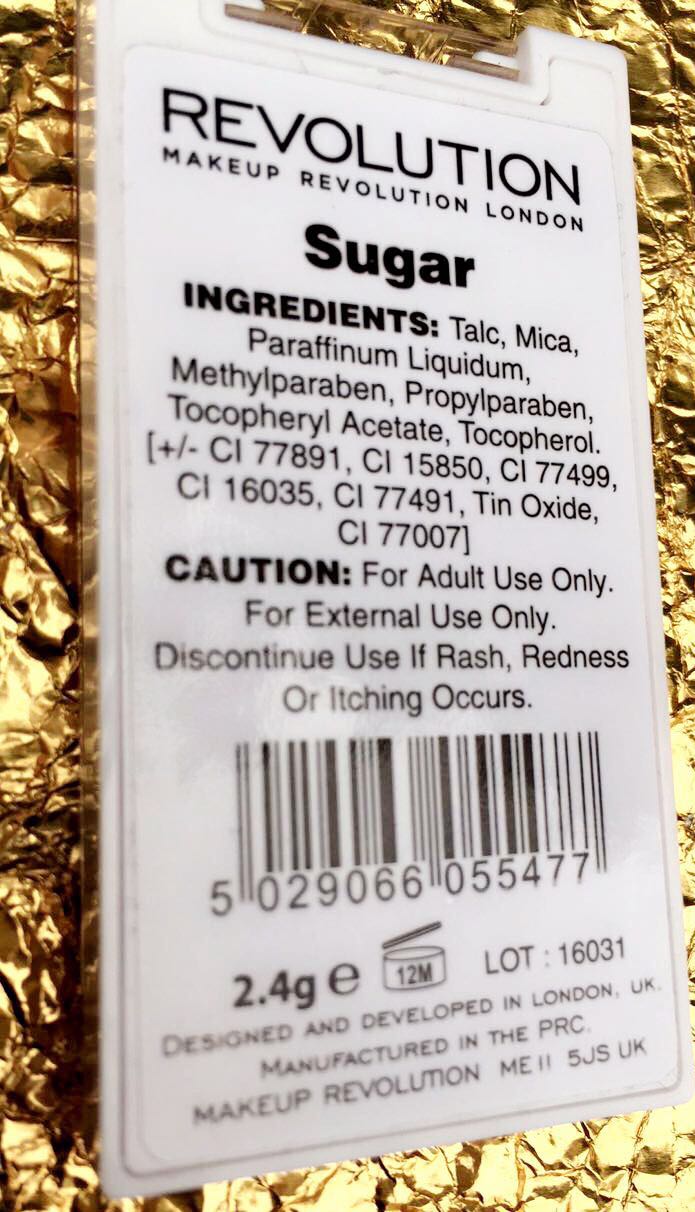 REVOLUTION
MAKEUP REVOLUTION LONDON
Sugar
INGREDIENTS: Talc, Mica,
Paraffinum Liquidum,
Methylparaben, Propylparaben,
Tocopheryl Acetate, Tocopherol.
[+/- CI 77891, CI 15850, CI 77499,
CI 16035, CI 77491, Tin Oxide,
CI 77007]
CAUTION: For Adult Use Only.
For External Use Only.
Discontinue Use If Rash, Redness
Or Itching Occurs.
5 029066 055477
2.4g e 12M LOT : 16031
DESIGNED AND DEVELOPED IN LONDON, UK.
MANUFACTURED IN THE PRC.
MAKEUP REVOLUTION ME11 5JS UK